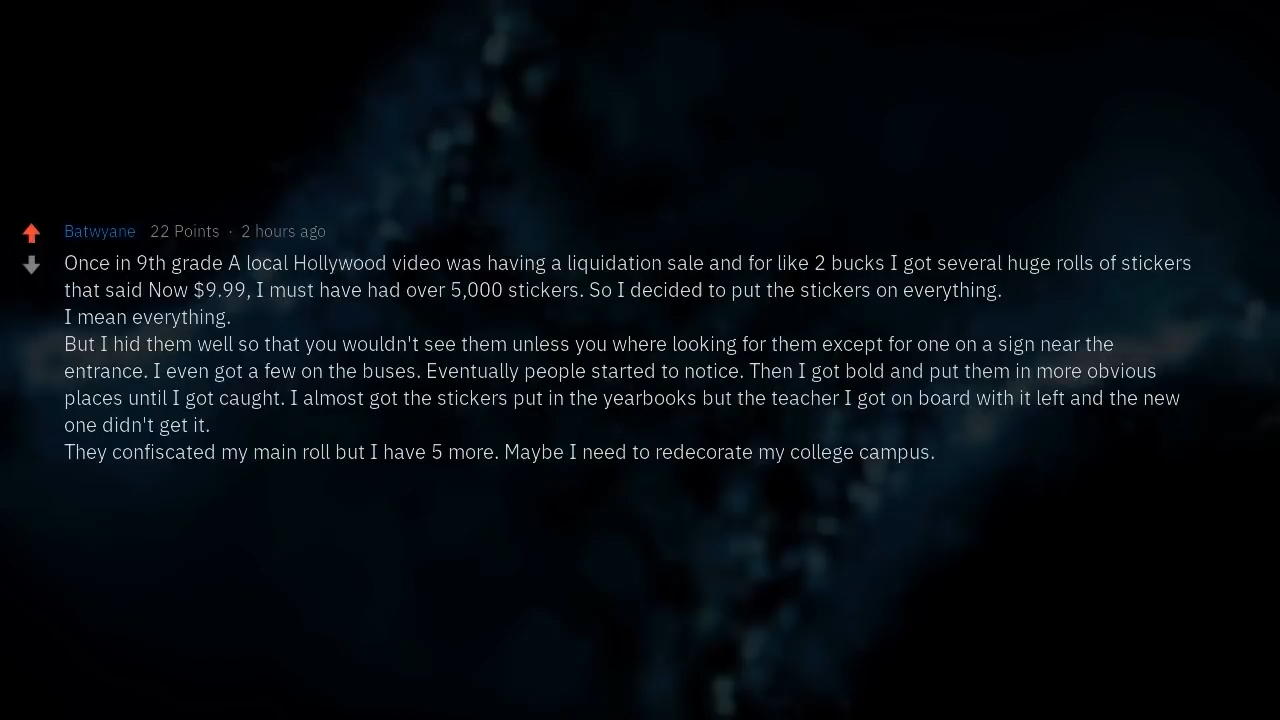 Batwyane 22 Points · 2 hours ago
Once in 9th grade A local Hollywood video was having a liquidation sale and for like 2 bucks I got several huge rolls of stickers
that said Now $9.99, I must have had over 5,000 stickers. So I decided to put the stickers on everything.
I mean everything.
But I hid them well so that you wouldn't see them unless you where looking for them except for one on a sign near the
entrance. I even got a few on the buses. Eventually people started to notice. Then I got bold and put them in more obvious
places until I got caught. I almost got the stickers put in the yearbooks but the teacher I got on board with it left and the new
one didn't get it.
They confiscated my main roll but I have 5 more. Maybe I need to redecorate my college campus.